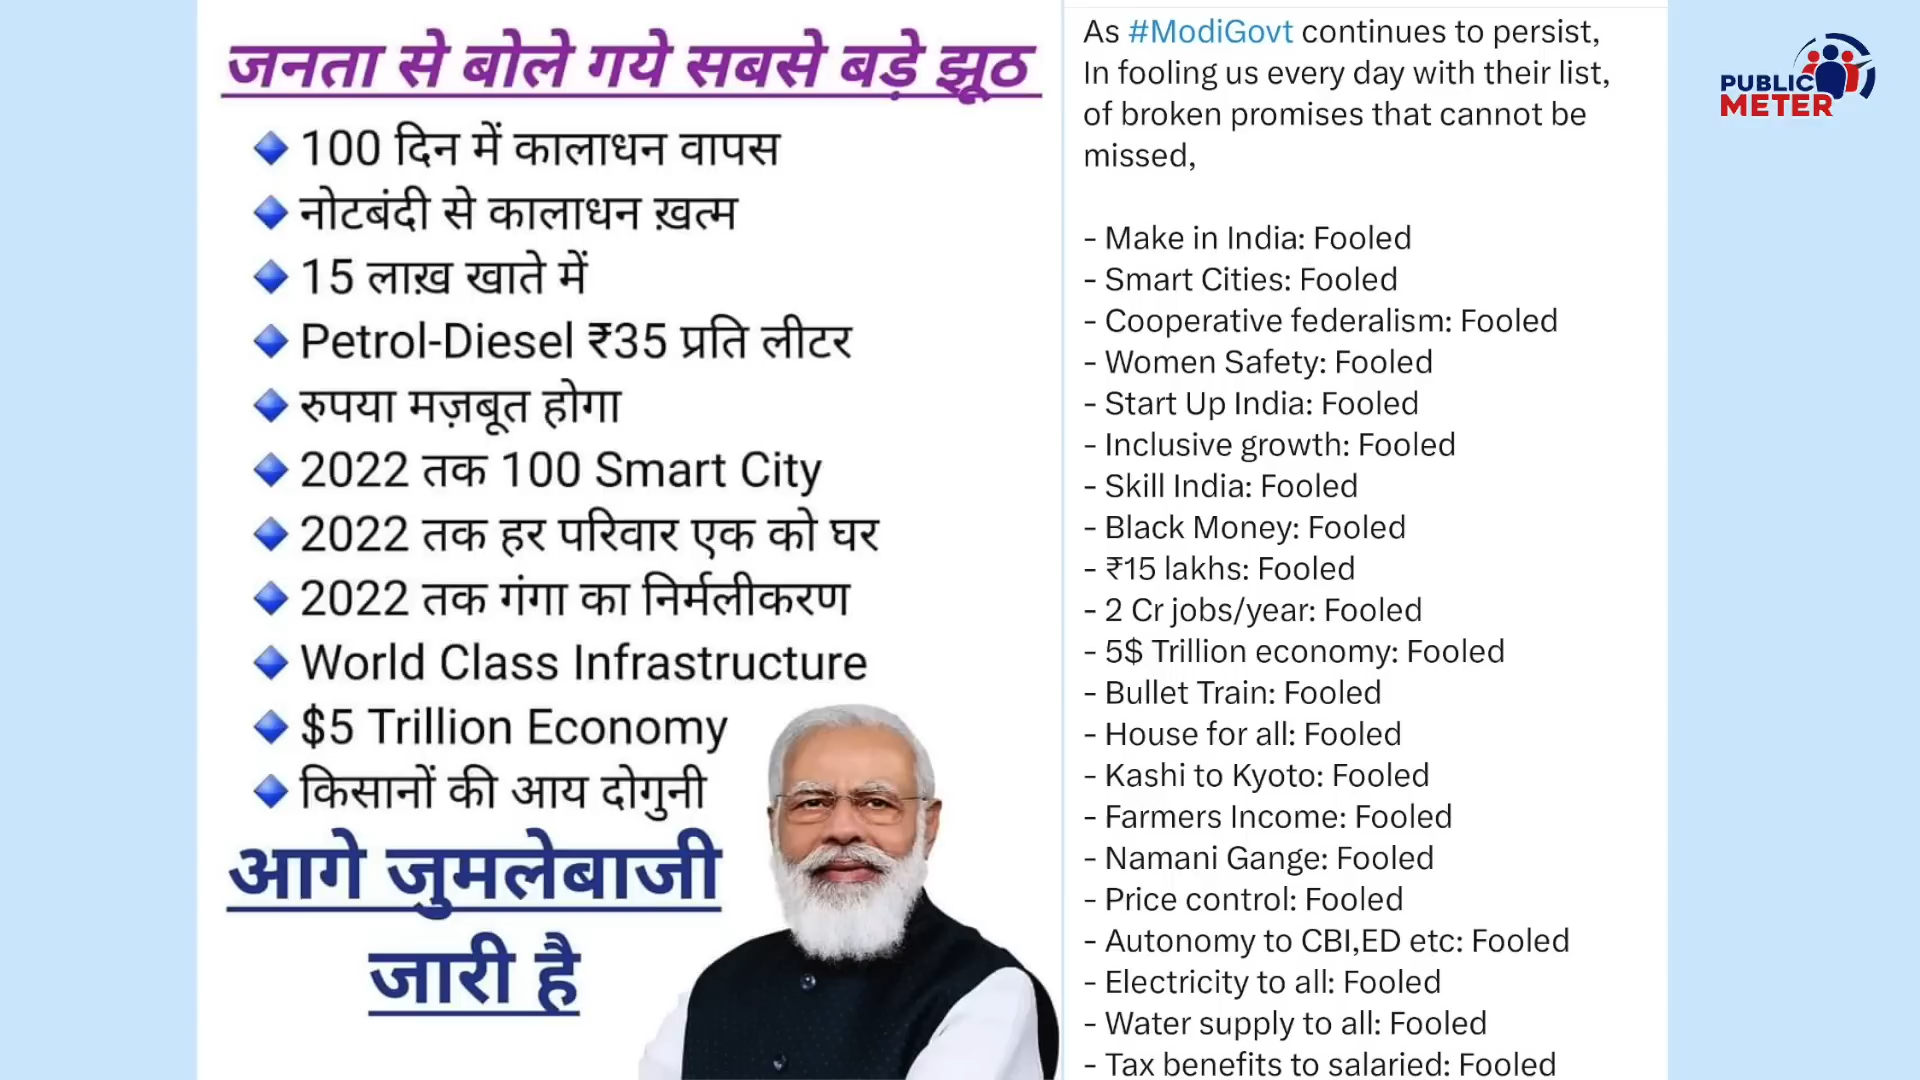 जनता से बोले गये सबसे बड़े झूठ
100 दिन में कालाधन वापस
नोटबंदी से कालाधन ख़त्म
15 लाख़ खाते में
Petrol-Diesel ₹35 प्रति लीटर
रुपया मज़बूत होगा
2022 तक 100 Smart City
2022 तक हर परिवार एक को घर
2022 तक गंगा का निर्मलीकरण
World Class Infrastructure
$5 Trillion Economy
किसानों की आय दोगुनी
आगे जुमलेबाजी
जारी है
As #ModiGovt continues to persist,
In fooling us every day with their list,
of broken promises that cannot be
missed,
- Make in India: Fooled
- Smart Cities: Fooled
- Cooperative federalism: Fooled
- Women Safety: Fooled
- Start Up India: Fooled
- Inclusive growth: Fooled
- Skill India: Fooled
- Black Money: Fooled
- ₹15 lakhs: Fooled
- 2 Cr jobs/year: Fooled
- 5$ Trillion economy: Fooled
- Bullet Train: Fooled
- House for all: Fooled
- Kashi to Kyoto: Fooled
- Farmers Income: Fooled
- Namani Gange: Fooled
- Price control: Fooled
- Autonomy to CBI,ED etc: Fooled
- Electricity to all: Fooled
- Water supply to all: Fooled
- Tax benefits to salaried: Fooled
PUBLIC
METER